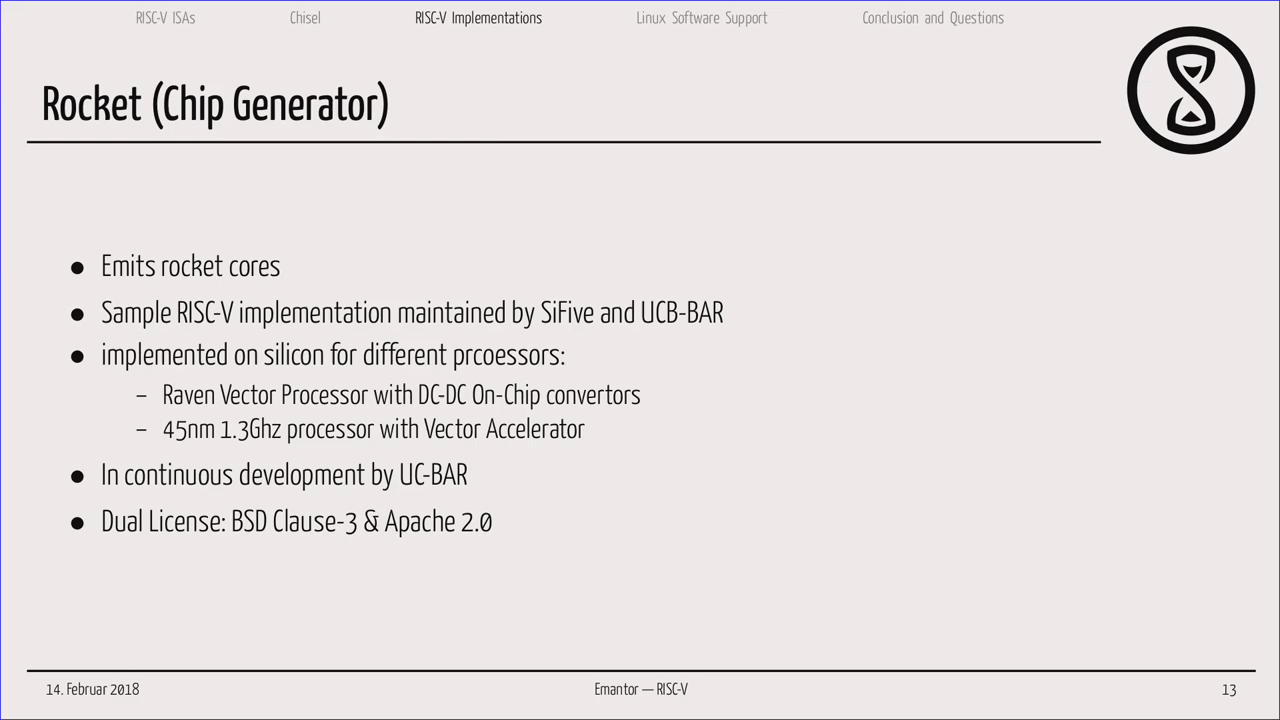 RISC-V ISAs Chisel RISC-V Implementations Linux Software Support Conclusion and Questions
Rocket (Chip Generator)
● Emits rocket cores
● Sample RISC-V implementation maintained by SiFive and UCB-BAR
● implemented on silicon for different prcoessors:
– Raven Vector Processor with DC-DC On-Chip convertors
– 45nm 1.3Ghz processor with Vector Accelerator
● In continuous development by UC-BAR
● Dual License: BSD Clause-3 & Apache 2.0
14. Februar 2018 Emantor — RISC-V 13